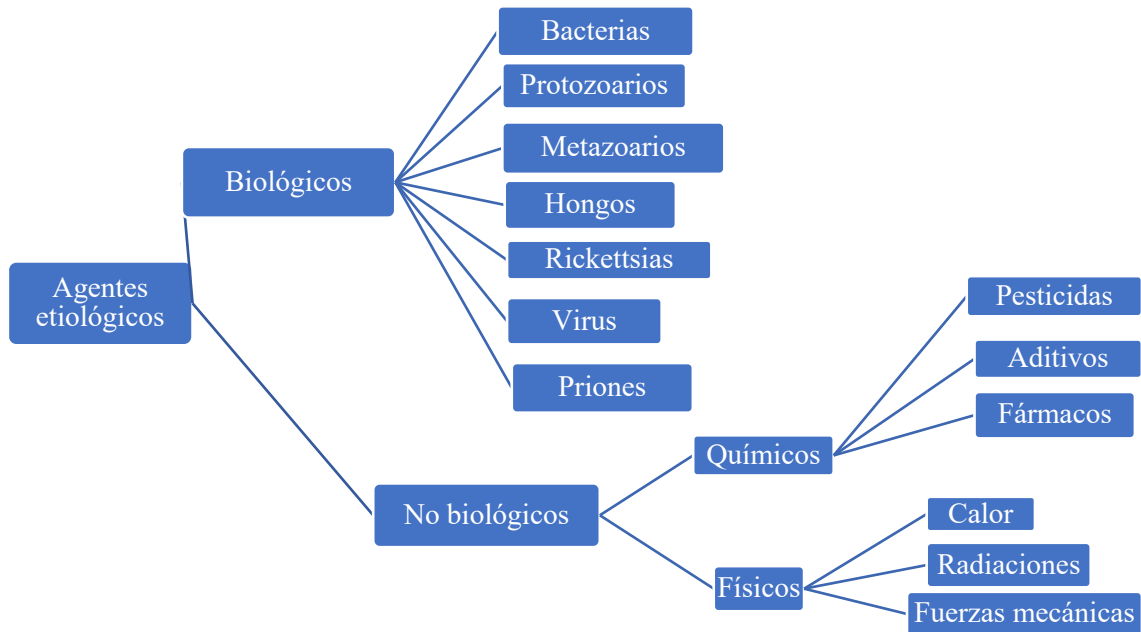 Bacterias
Protozoarios
Metazoarios
Biológicos
Hongos
Rickettsias
Agentes
etiológicos
Virus
Priones
Pesticidas
Aditivos
Fármacos
Químicos
No biológicos
Calor
Radiaciones
Físicos
Fuerzas mecánicas